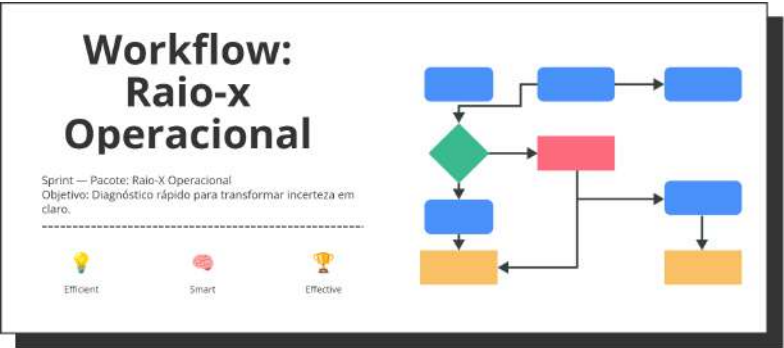 Workflow:
Raio-x
Operacional
Sprint — Pacote: Raio-X Operacional
Objetivo: Diagnóstico rápido para transformar incerteza em
claro.
Efficient
Smart
Effective